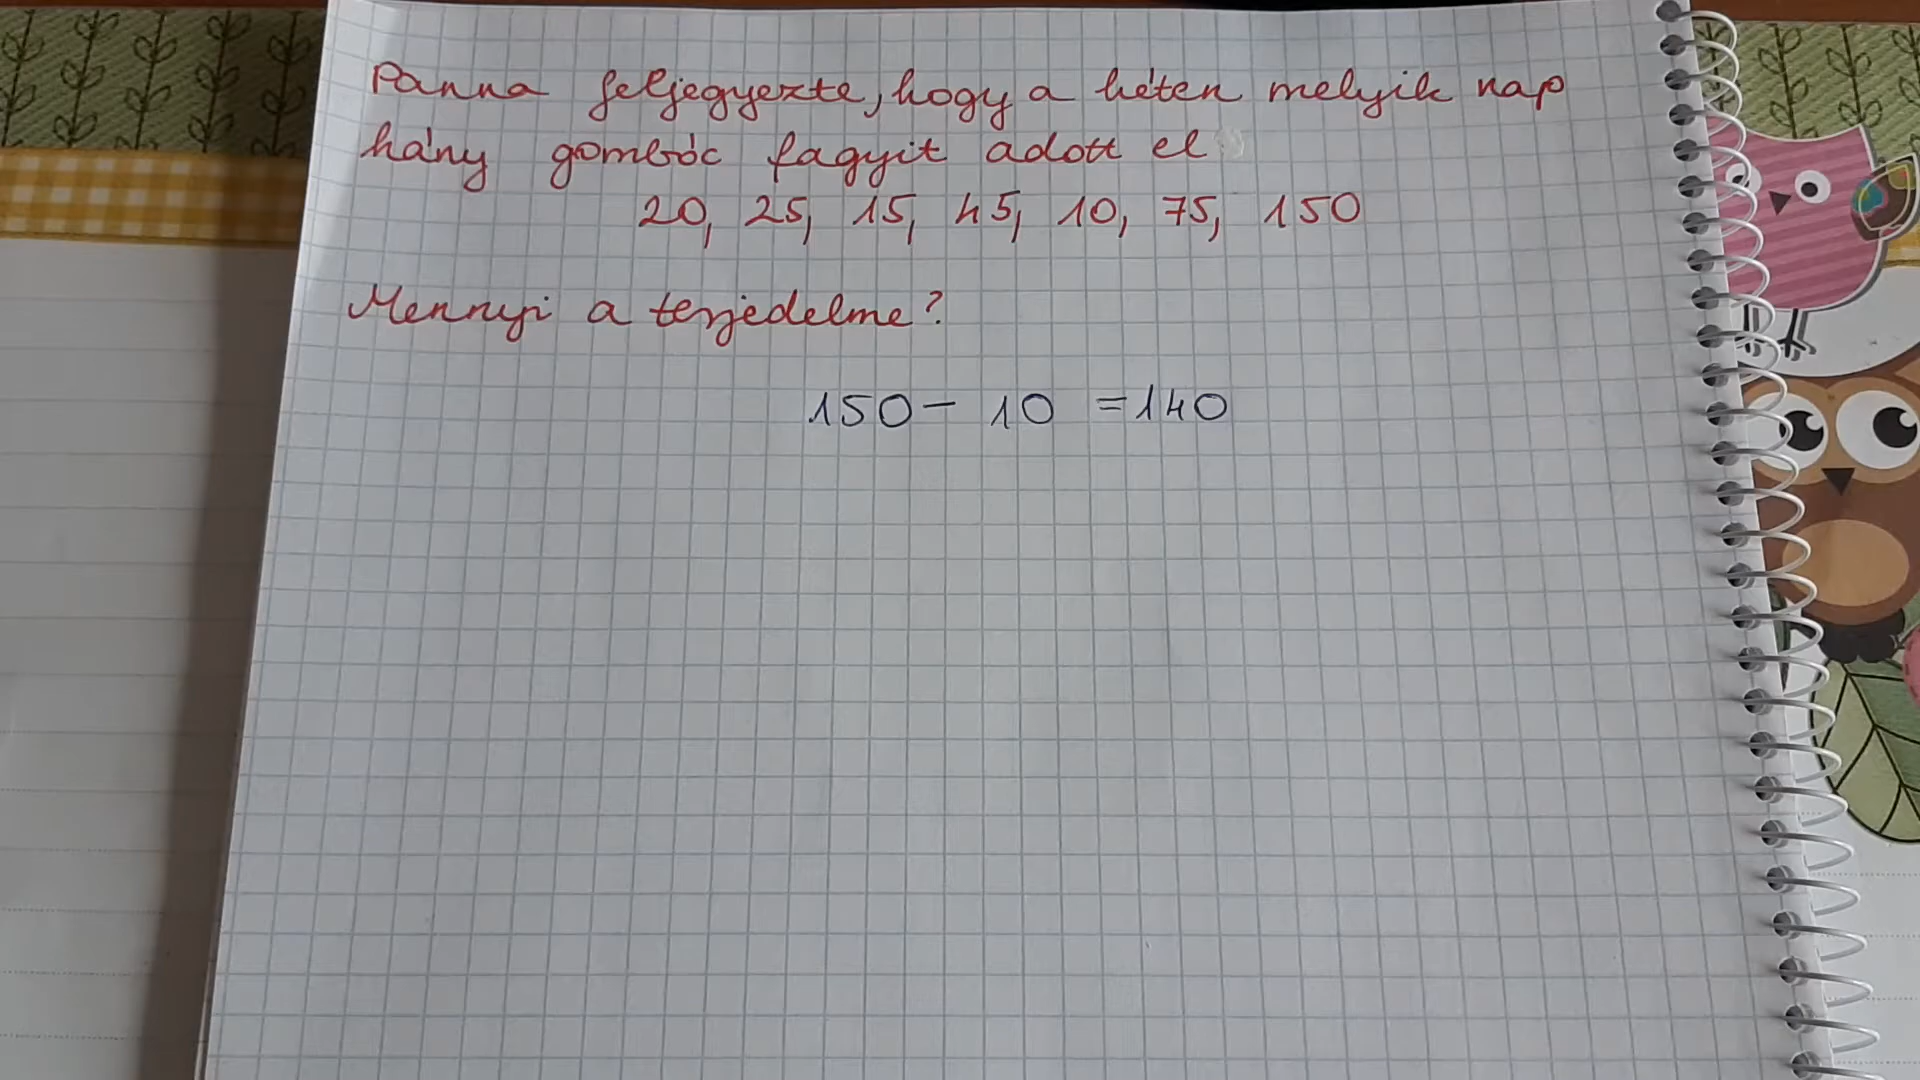 Panna feljegyezte, hogy a héten melyik nap
hány gombóc fagyit adott el
20, 25, 15, 45, 10, 75, 150
Mennyi a terjedelme?
150 - 10 = 140